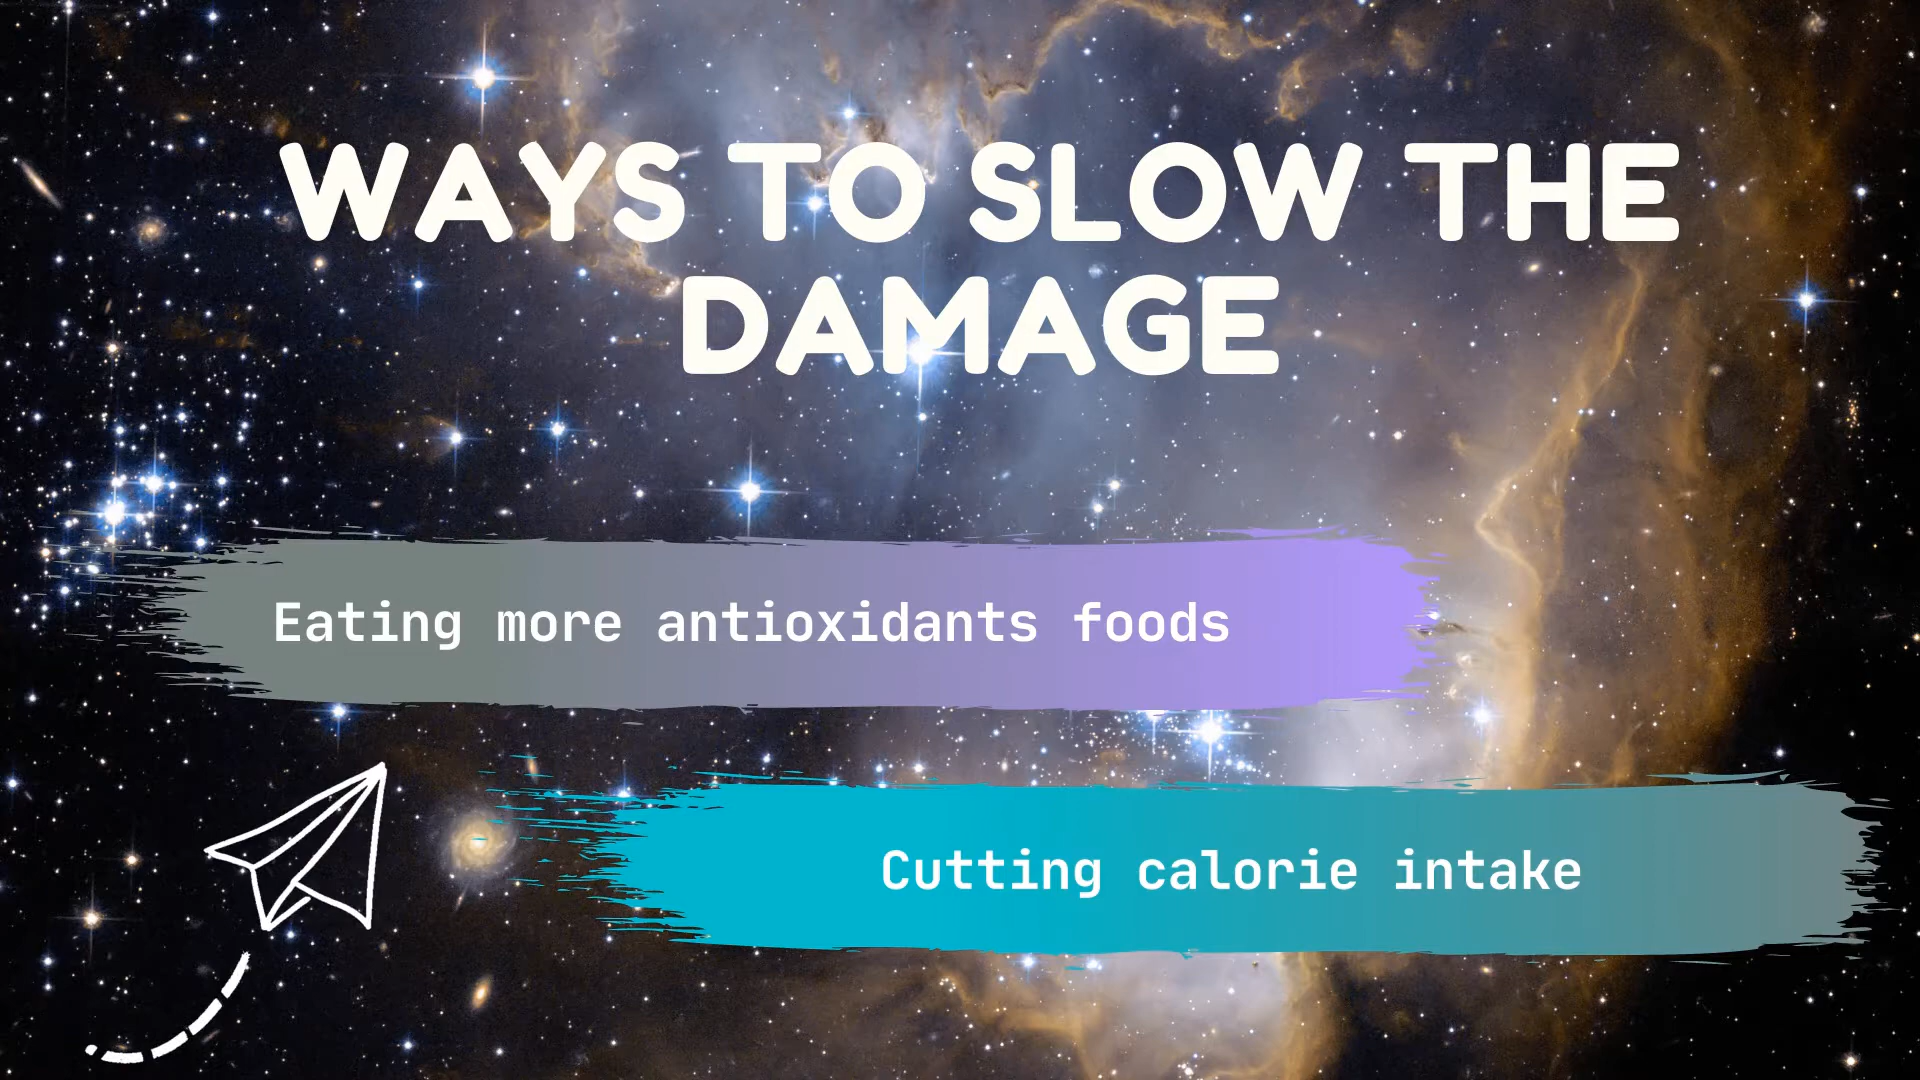 WAYS TO SLOW THE
DAMAGE
Eating more antioxidants foods
Cutting calorie intake